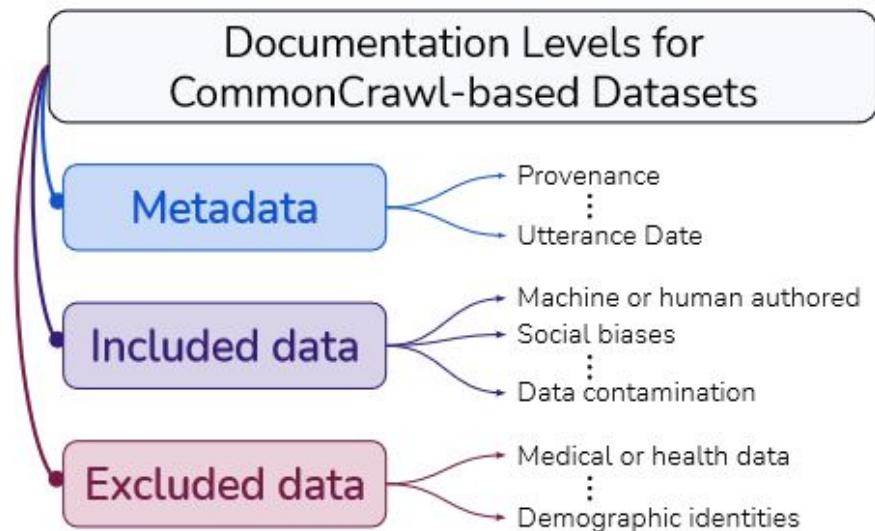 Documentation Levels for
CommonCrawl-based Datasets
Metadata
Provenance
Utterance Date
Included data
Machine or human authored
Social biases
Data contamination
Excluded data
Medical or health data
Demographic identities